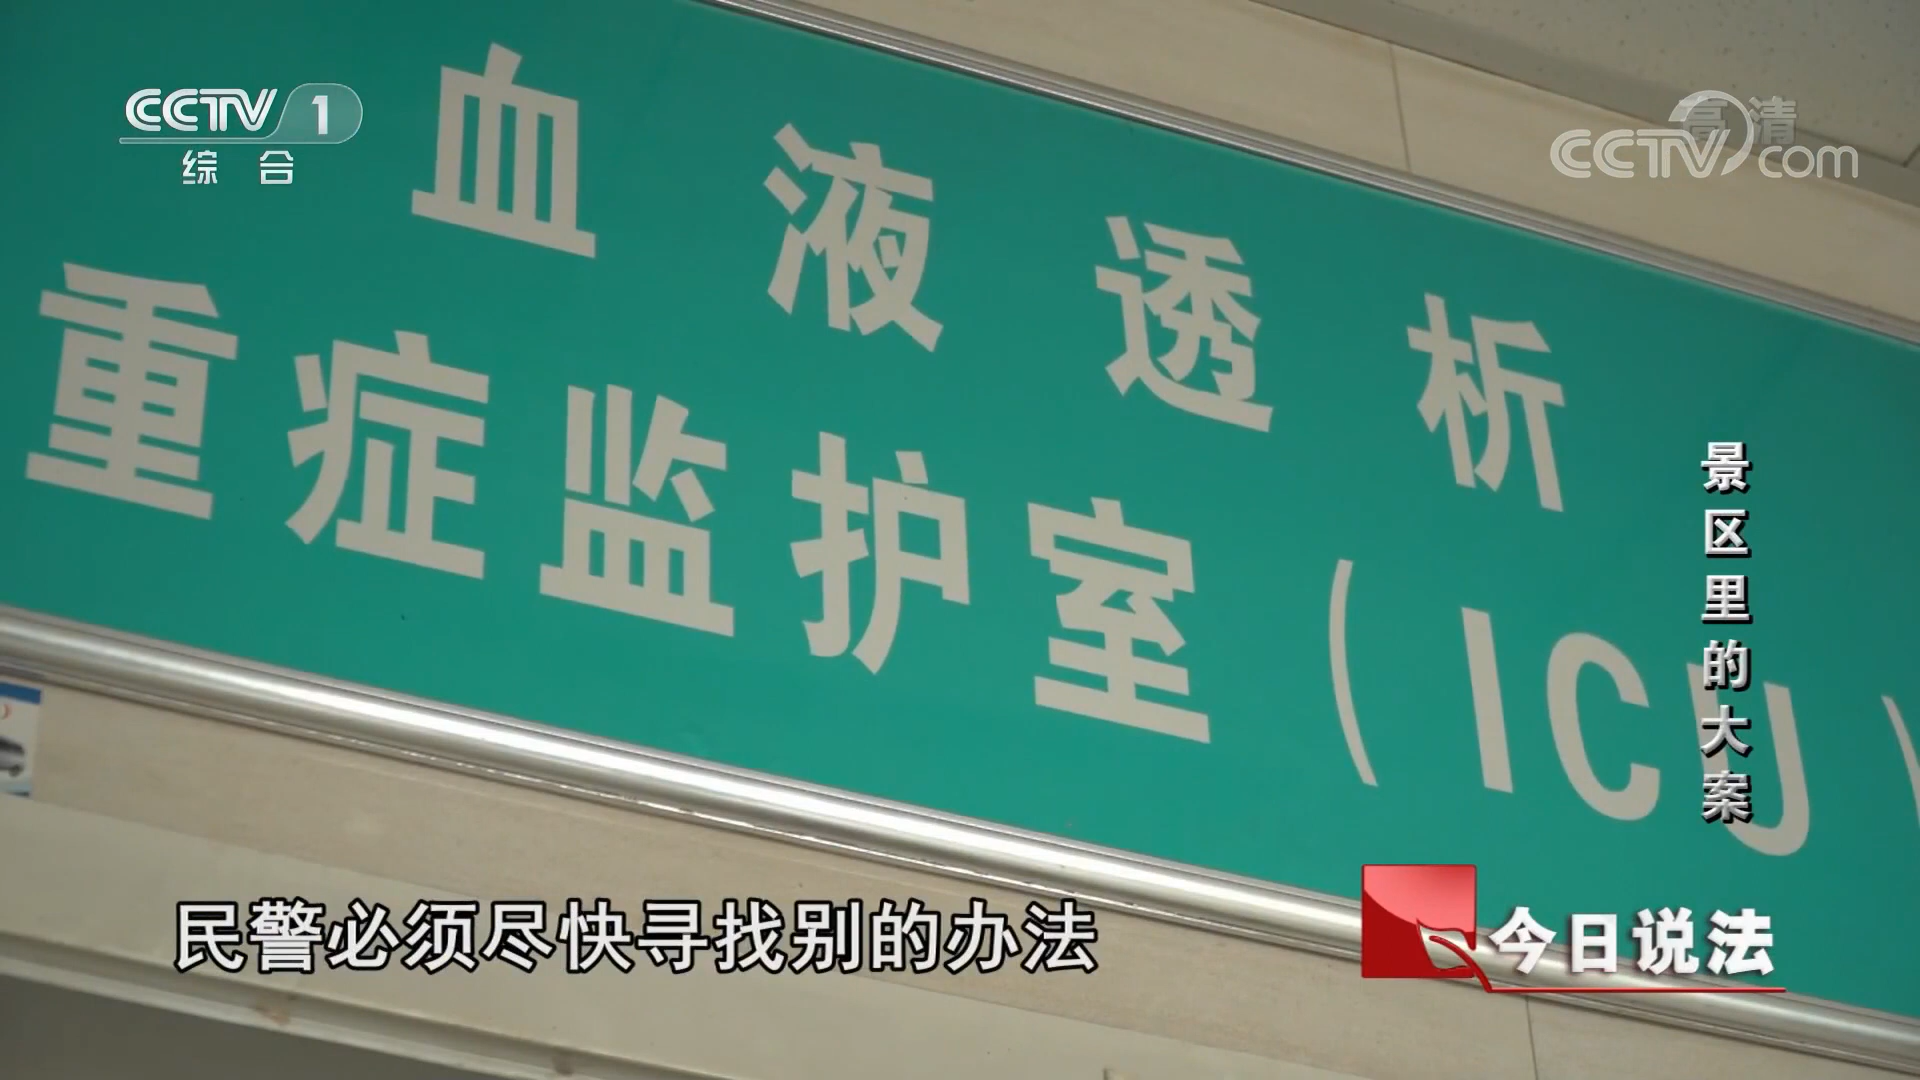 CCTV 1
综合
高清
CCTV com
血液透析
重症监护室(ICU)
景区里的大案
民警必须尽快寻找别的办法
今日说法